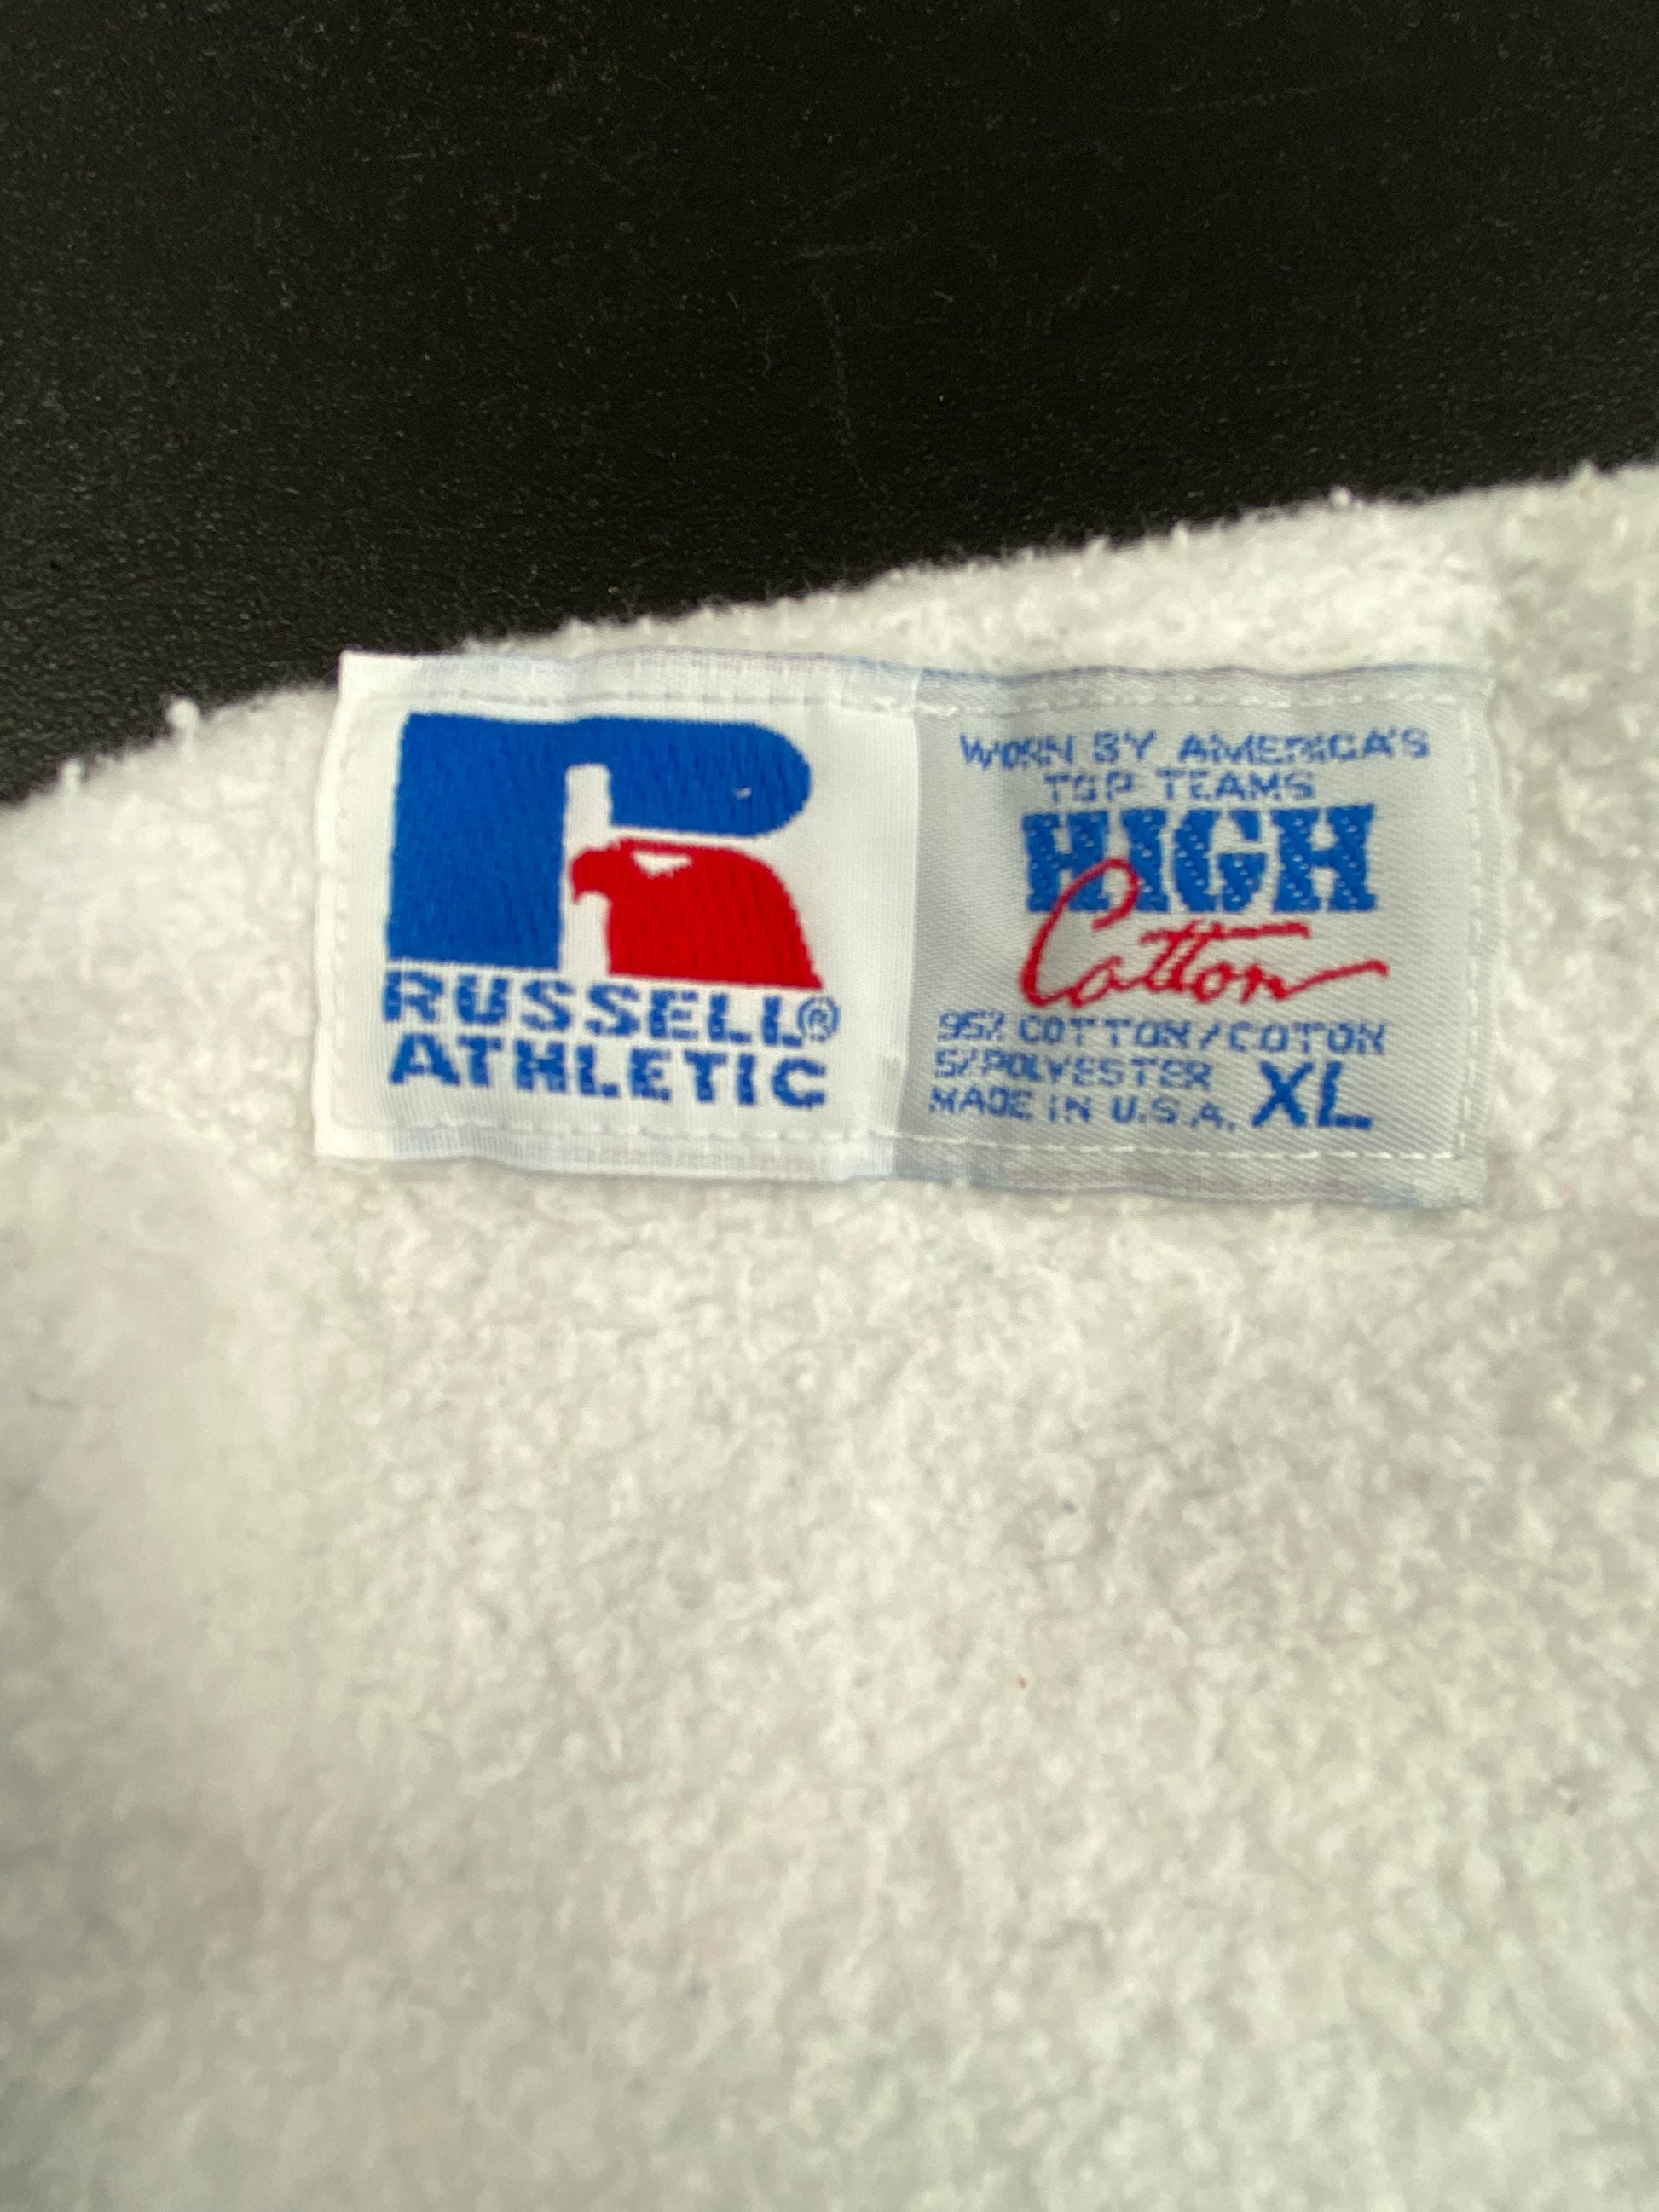 RUSSELL®
ATHLETIC
WORN BY AMERICA'S
TOP TEAMS
HIGH
Cotton
95% COTTON/COTON
5%POLYESTER
MADE IN U.S.A. XL